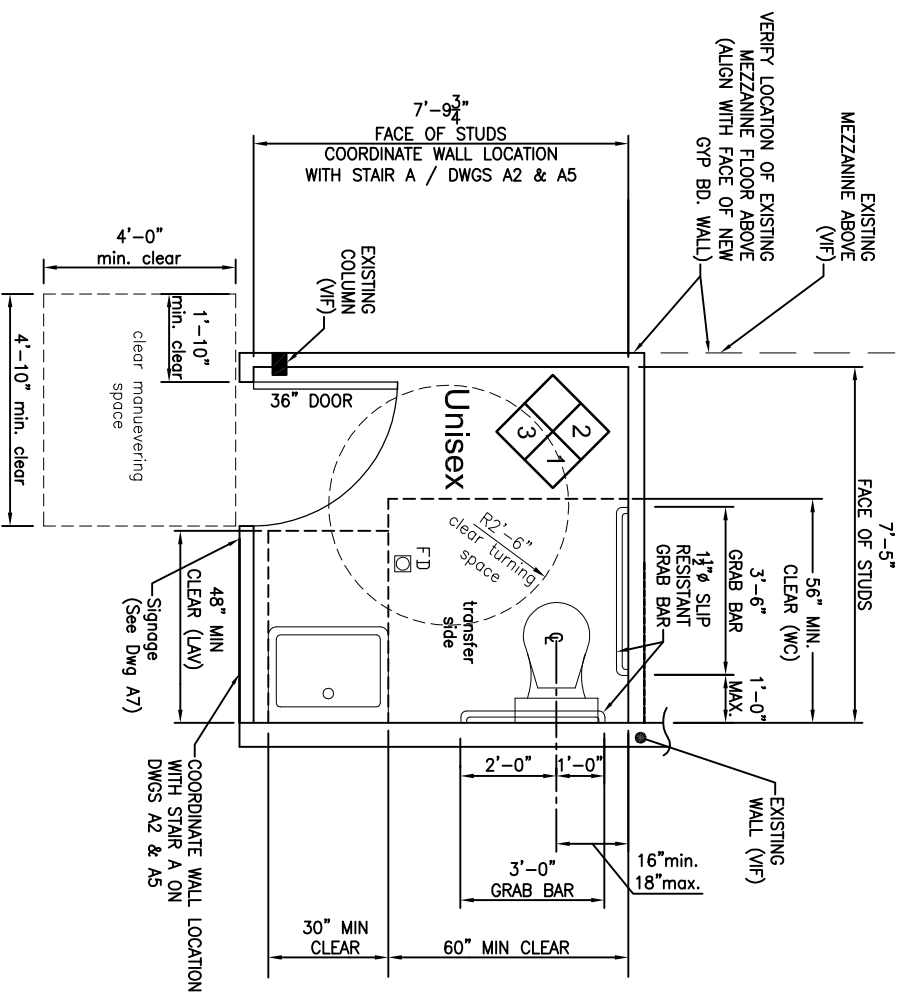 VERIFY LOCATION OF EXISTING
MEZZANINE FLOOR ABOVE
(ALIGN WITH FACE OF NEW
GYP BD. WALL)
EXISTING
MEZZANINE ABOVE
(VIF)
7'-9 3/4"
FACE OF STUDS
COORDINATE WALL LOCATION
WITH STAIR A / DWGS A2 & A5
4'-0"
min. clear
EXISTING
COLUMN
(VIF)
1'-10"
min. clear
4'-10" min. clear
clear manuevering
space
36" DOOR
Unisex
2
1
3
R2'-6"
clear turning
space
FD
transfer
side
1 1/2"ø SLIP
RESISTANT
GRAB BAR
3'-6"
GRAB BAR
1'-0"
MAX.
56" MIN.
CLEAR (WC)
7'-5"
FACE OF STUDS
CL
48" MIN
CLEAR (LAV)
Signage
(See Dwg A7)
COORDINATE WALL LOCATION
WITH STAIR A ON
DWGS A2 & A5
2'-0"
1'-0"
EXISTING
WALL (VIF)
16"min.
18"max.
3'-0"
GRAB BAR
30" MIN
CLEAR
60" MIN CLEAR